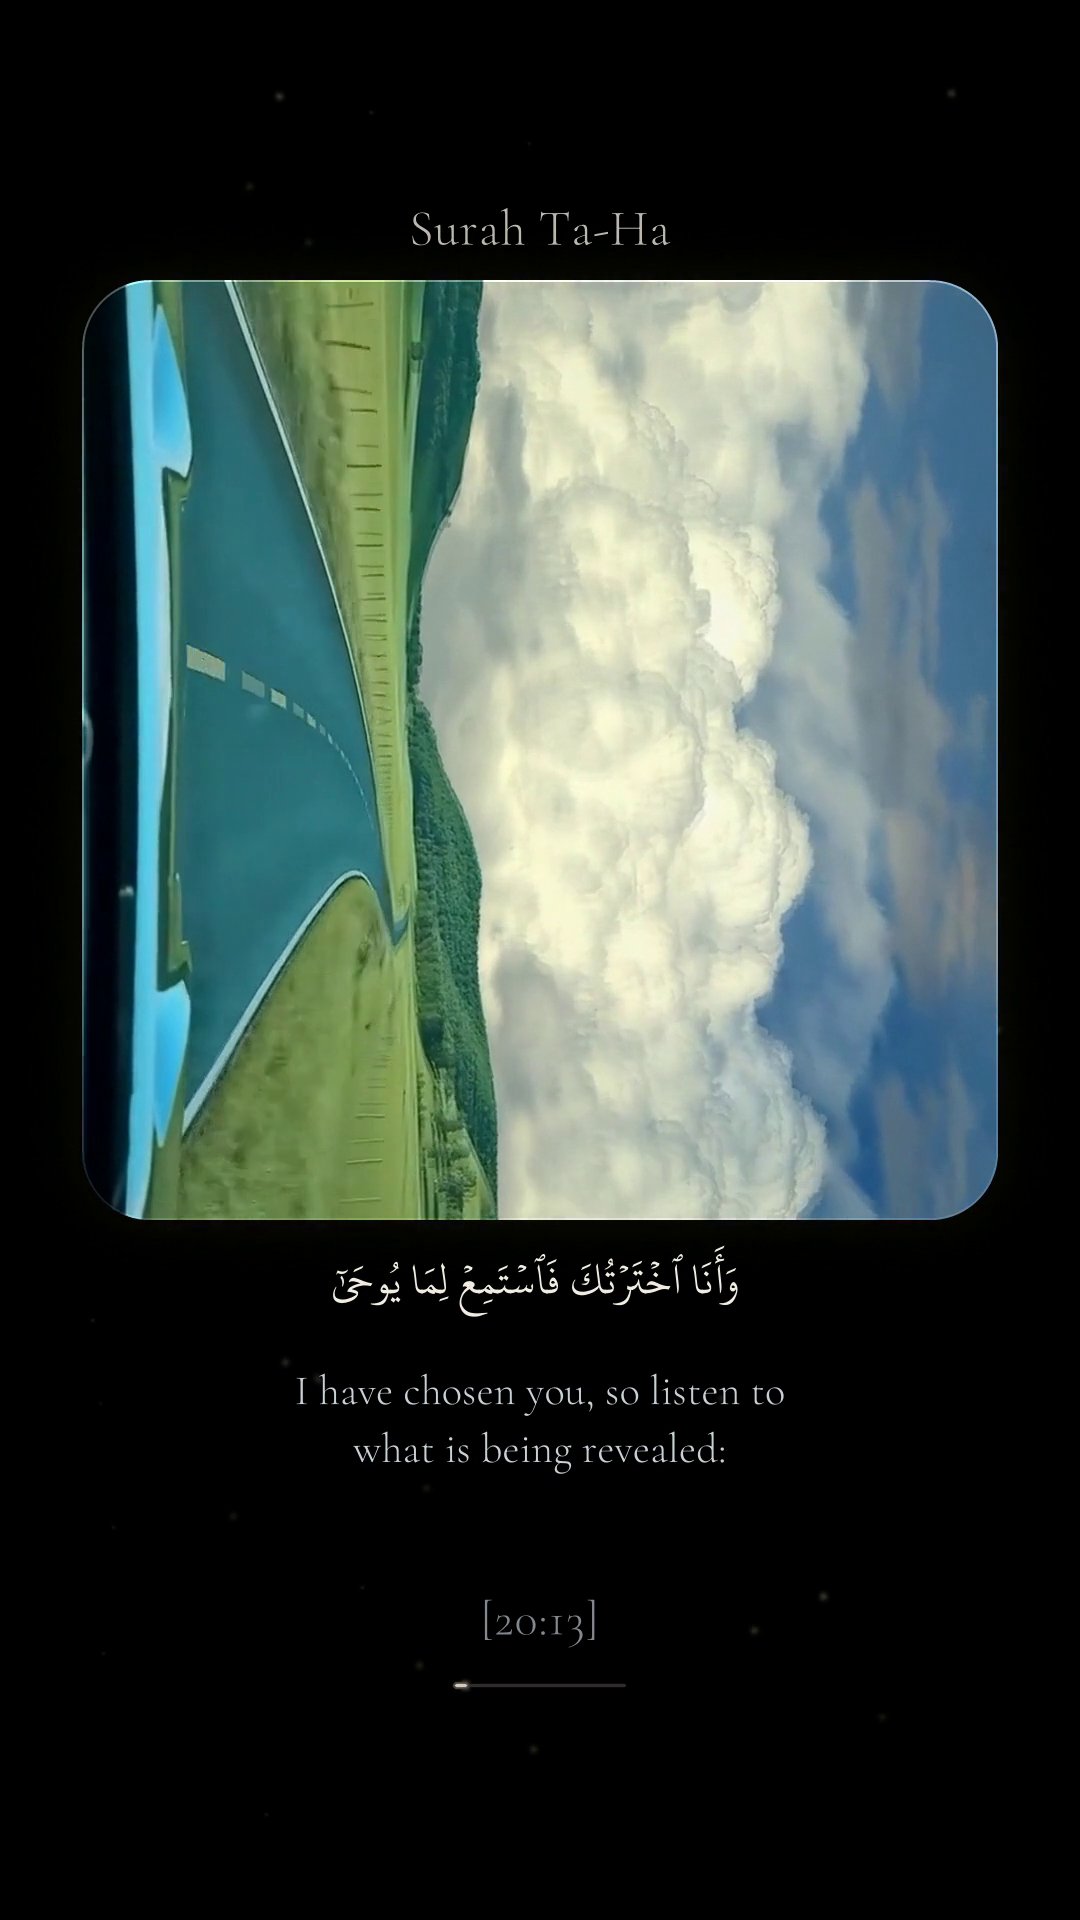 Surah Ta-Ha
وَأَنَا ٱخْتَرْتُكَ فَٱسْتَمِعْ لِمَا يُوحَىٰٓ
I have chosen you, so listen to
what is being revealed:
[20:13]